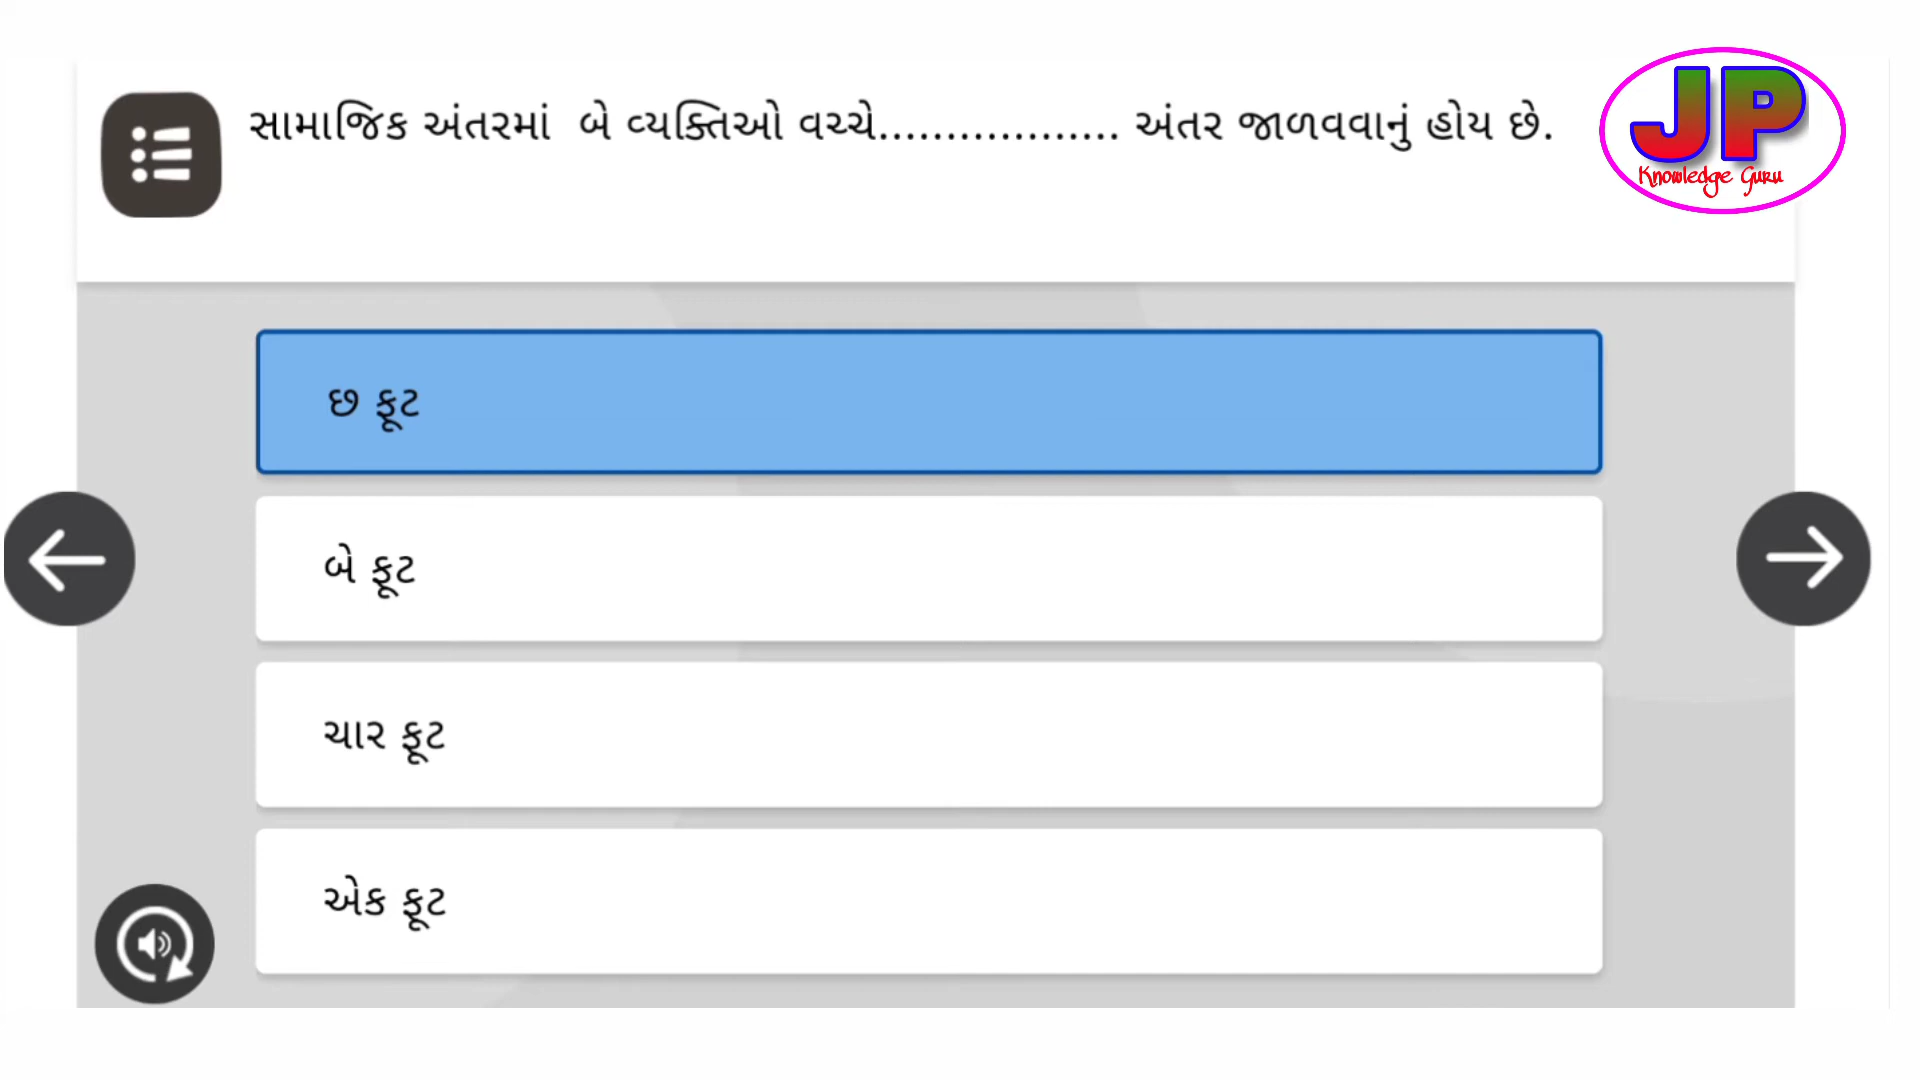 સામાજિક અંતરમાં બે વ્યક્તિઓ વચ્ચે.................. અંતર જાળવવાનું હોય છે.
JP
Knowledge Guru
છ ફૂટ
બે ફૂટ
ચાર ફૂટ
એક ફૂટ